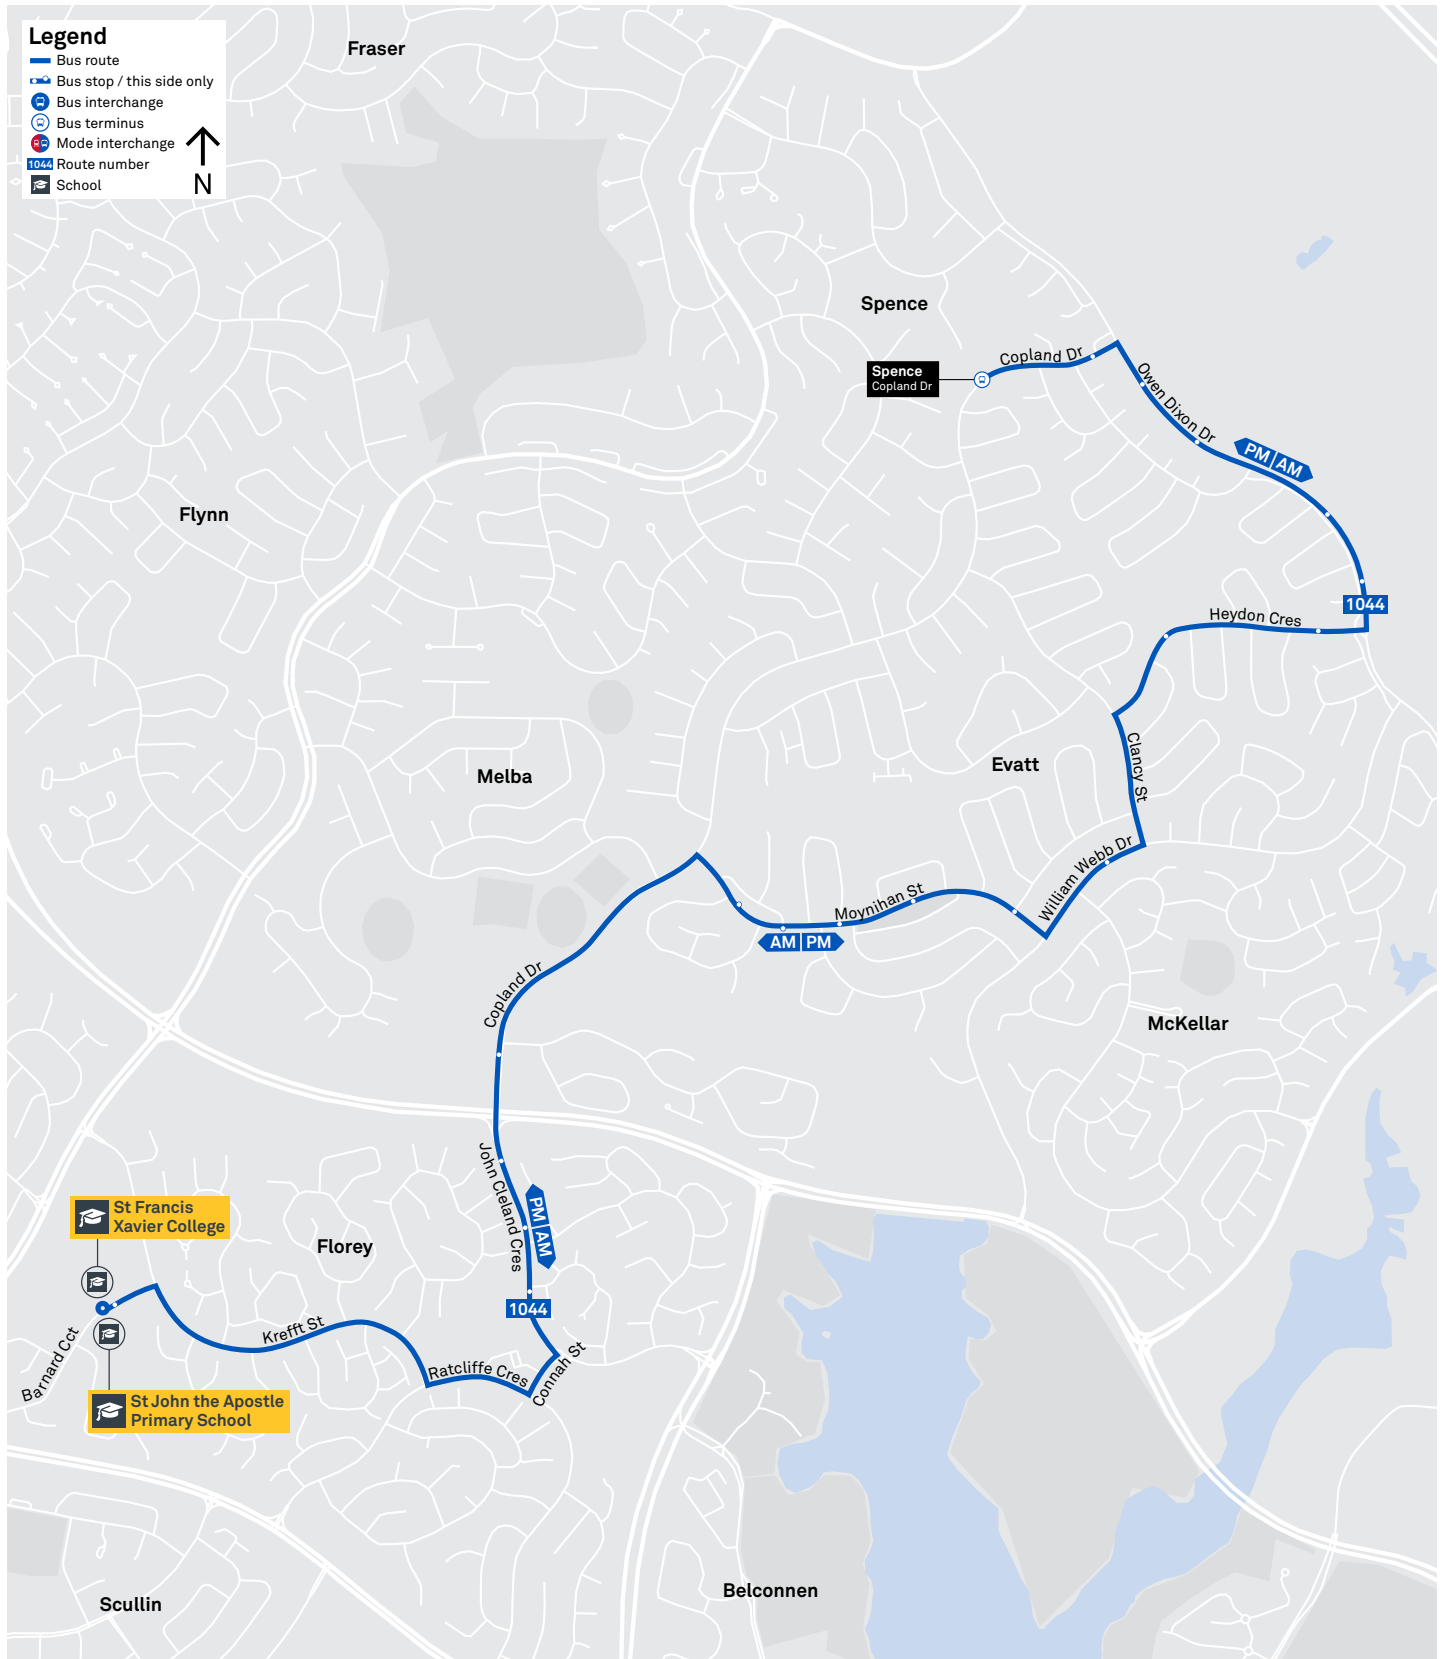 Legend
Bus route
Bus stop / this side only
Bus interchange
Bus terminus
Mode interchange
1044 Route number
School
N
Fraser
Spence
Spence
Copland Dr
Copland Dr
Owen Dixon Dr
PM AM
Flynn
1044
Heydon Cres
Clancy St
Melba
Evatt
William Webb Dr
Moynihan St
AM PM
Copland Dr
McKellar
John Cleland Cres
PM AM
St Francis
Xavier College
Florey
1044
Krefft St
Barnard Cct
Ratcliffe Cres
Connah St
St John the Apostle
Primary School
Belconnen
Scullin